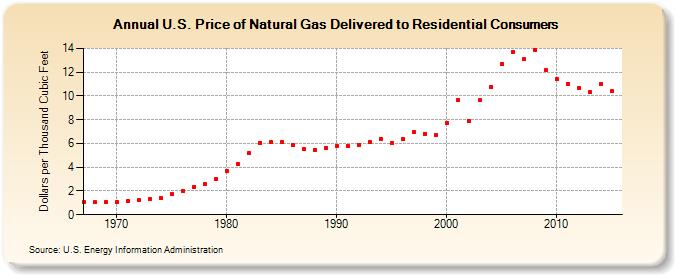 Annual U.S. Price of Natural Gas Delivered to Residential Consumers
Dollars per Thousand Cubic Feet
14
12
10
8
6
4
2
0
1970 1980 1990 2000 2010
Source: U.S. Energy Information Administration